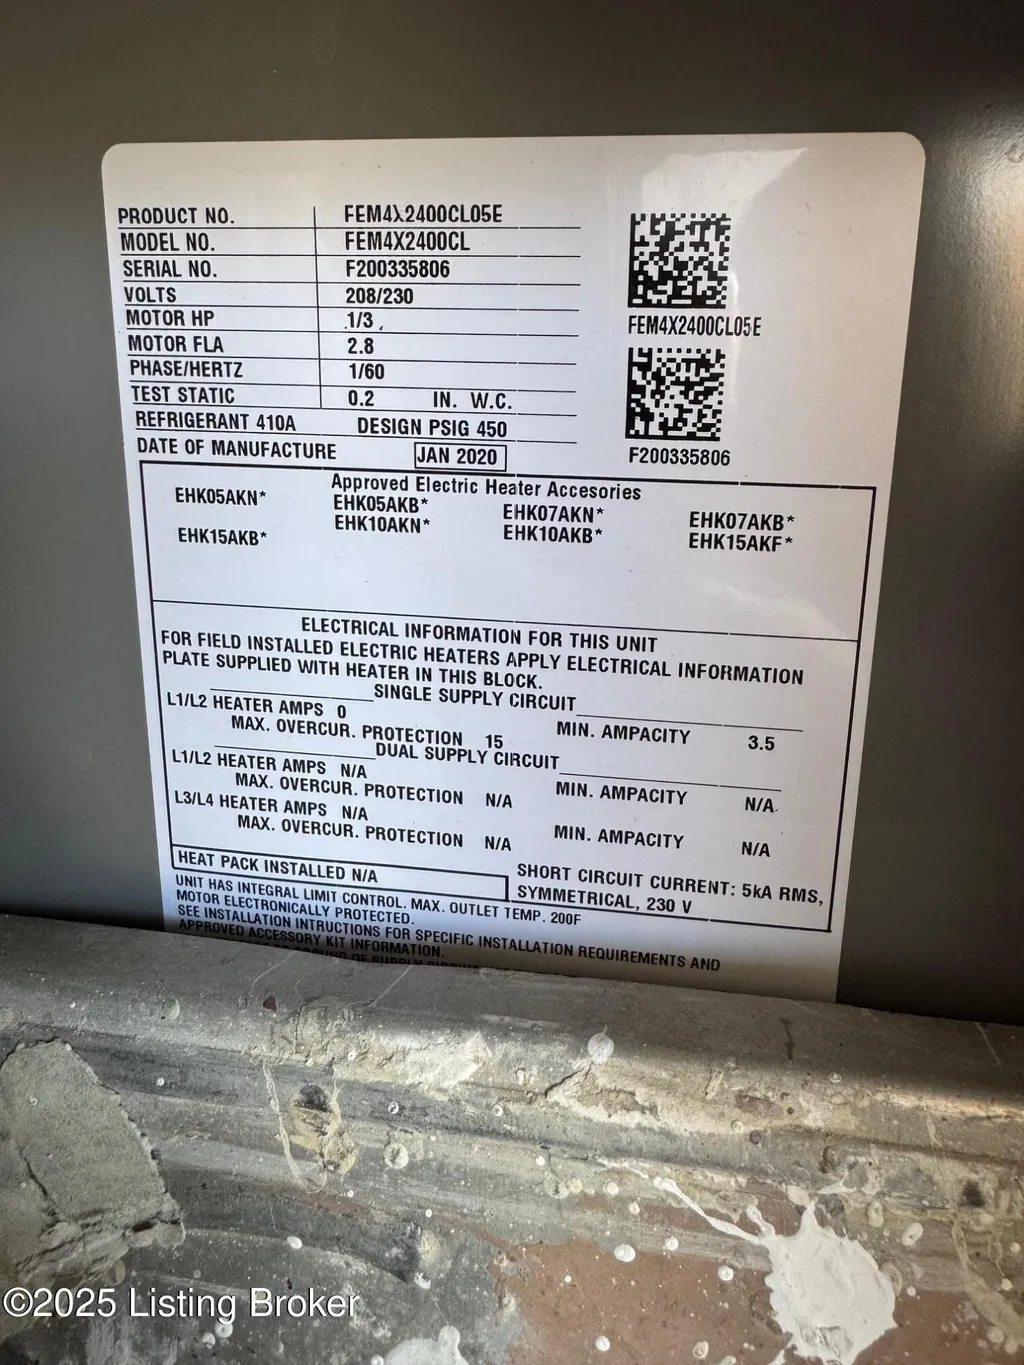 PRODUCT NO. FEM4X2400CL05E
MODEL NO. FEM4X2400CL
SERIAL NO. F200335806
VOLTS 208/230
MOTOR HP 1/3
MOTOR FLA 2.8
PHASE/HERTZ 1/60
TEST STATIC 0.2 IN. W.C.
REFRIGERANT 410A DESIGN PSIG 450
DATE OF MANUFACTURE JAN 2020
FEM4X2400CL05E
F200335806
Approved Electric Heater Accesories
EHK05AKN* EHK05AKB* EHK07AKN* EHK07AKB*
EHK15AKB* EHK10AKN* EHK10AKB* EHK15AKF*
ELECTRICAL INFORMATION FOR THIS UNIT
FOR FIELD INSTALLED ELECTRIC HEATERS APPLY ELECTRICAL INFORMATION
PLATE SUPPLIED WITH HEATER IN THIS BLOCK.
SINGLE SUPPLY CIRCUIT
L1/L2 HEATER AMPS 0 MIN. AMPACITY 3.5
MAX. OVERCUR. PROTECTION 15
DUAL SUPPLY CIRCUIT
L1/L2 HEATER AMPS N/A MIN. AMPACITY N/A
MAX. OVERCUR. PROTECTION N/A
L3/L4 HEATER AMPS N/A MIN. AMPACITY N/A
MAX. OVERCUR. PROTECTION N/A
HEAT PACK INSTALLED N/A
SHORT CIRCUIT CURRENT: 5kA RMS,
SYMMETRICAL, 230 V
UNIT HAS INTEGRAL LIMIT CONTROL. MAX. OUTLET TEMP. 200F
MOTOR ELECTRONICALLY PROTECTED.
SEE INSTALLATION INTRUCTIONS FOR SPECIFIC INSTALLATION REQUIREMENTS AND
APPROVED ACCESSORY KIT INFORMATION.
©2025 Listing Broker